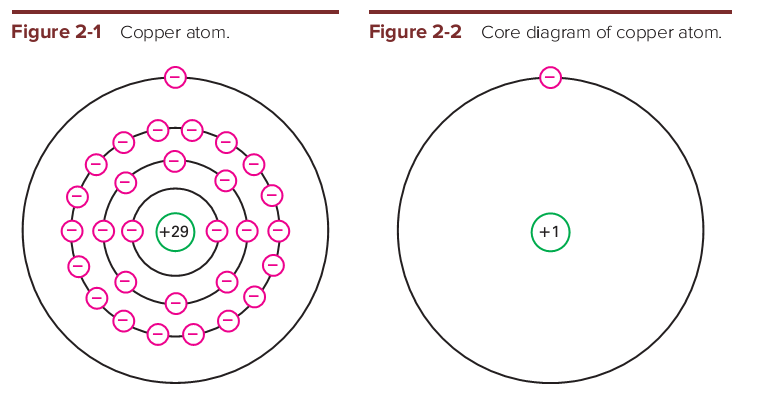 Figure 2-1 Copper atom.
Figure 2-2 Core diagram of copper atom.
+29
+1